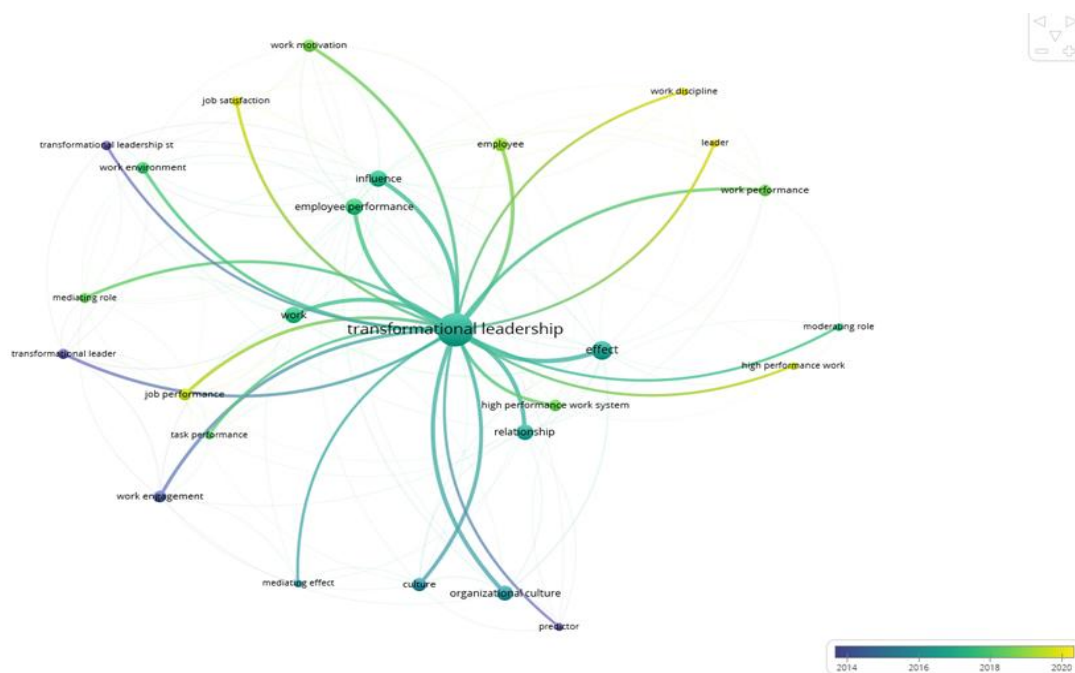 work motivation
job satisfaction
work discipline
transformational leadership st
work environment
employee
leader
influence
work performance
employee performance
mediating role
work
transformational leadership
moderating role
transformational leader
effect
high performance work
job performance
high performance work system
task performance
relationship
work engagement
mediating effect
culture
organizational culture
predictor
2014
2016
2018
2020